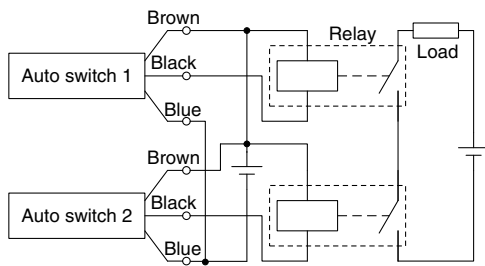 Brown
Relay
Load
Auto switch 1
Black
Blue
Brown
Auto switch 2
Black
Blue